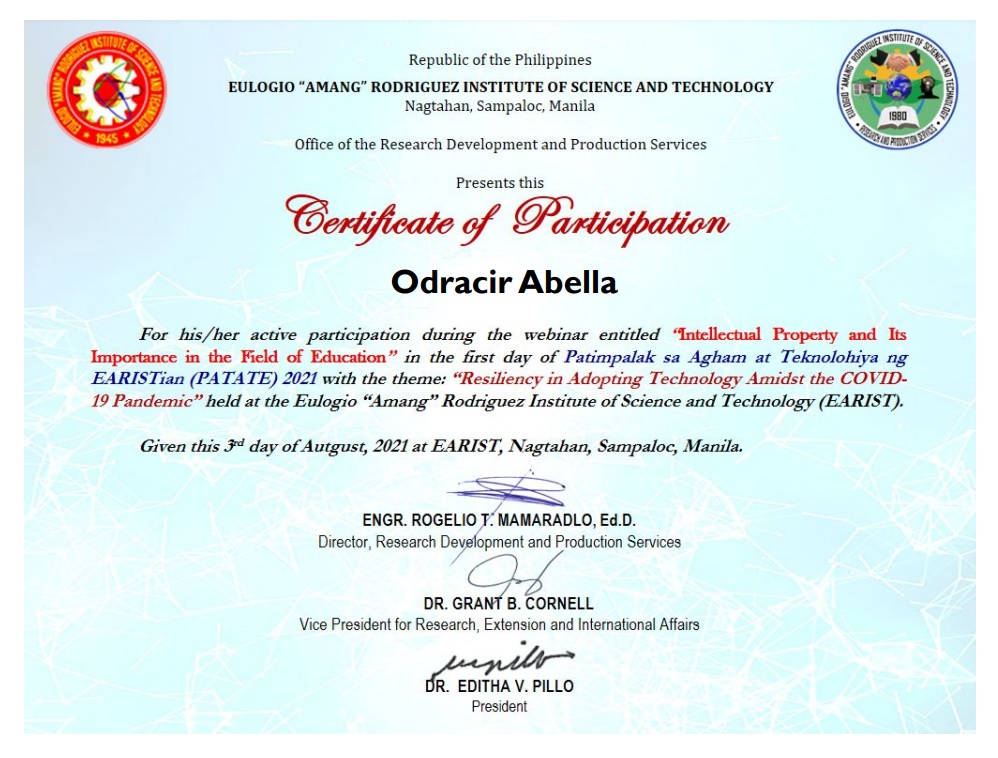 Republic of the Philippines
EULOGIO “AMANG” RODRIGUEZ INSTITUTE OF SCIENCE AND TECHNOLOGY
Nagtahan, Sampaloc, Manila
Office of the Research Development and Production Services
Presents this
Certificate of Participation
Odracir Abella
For his/her active participation during the webinar entitled “Intellectual Property and Its
Importance in the Field of Education” in the first day of Patimpalak sa Agham at Teknolohiya ng
EARISTian (PATATE) 2021 with the theme: “Resiliency in Adopting Technology Amidst the COVID-
19 Pandemic” held at the Eulogio “Amang” Rodriguez Institute of Science and Technology (EARIST).
Given this 3rd day of Autgust, 2021 at EARIST, Nagtahan, Sampaloc, Manila.
ENGR. ROGELIO T. MAMARADLO, Ed.D.
Director, Research Development and Production Services
DR. GRANT B. CORNELL
Vice President for Research, Extension and International Affairs
DR. EDITHA V. PILLO
President
EULOGIO "AMANG" RODRIGUEZ INSTITUTE OF SCIENCE AND TECHNOLOGY
1945
EULOGIO "AMANG" RODRIGUEZ INSTITUTE OF SCIENCE AND TECHNOLOGY
1980
RESEARCH AND PRODUCTION SERVICES